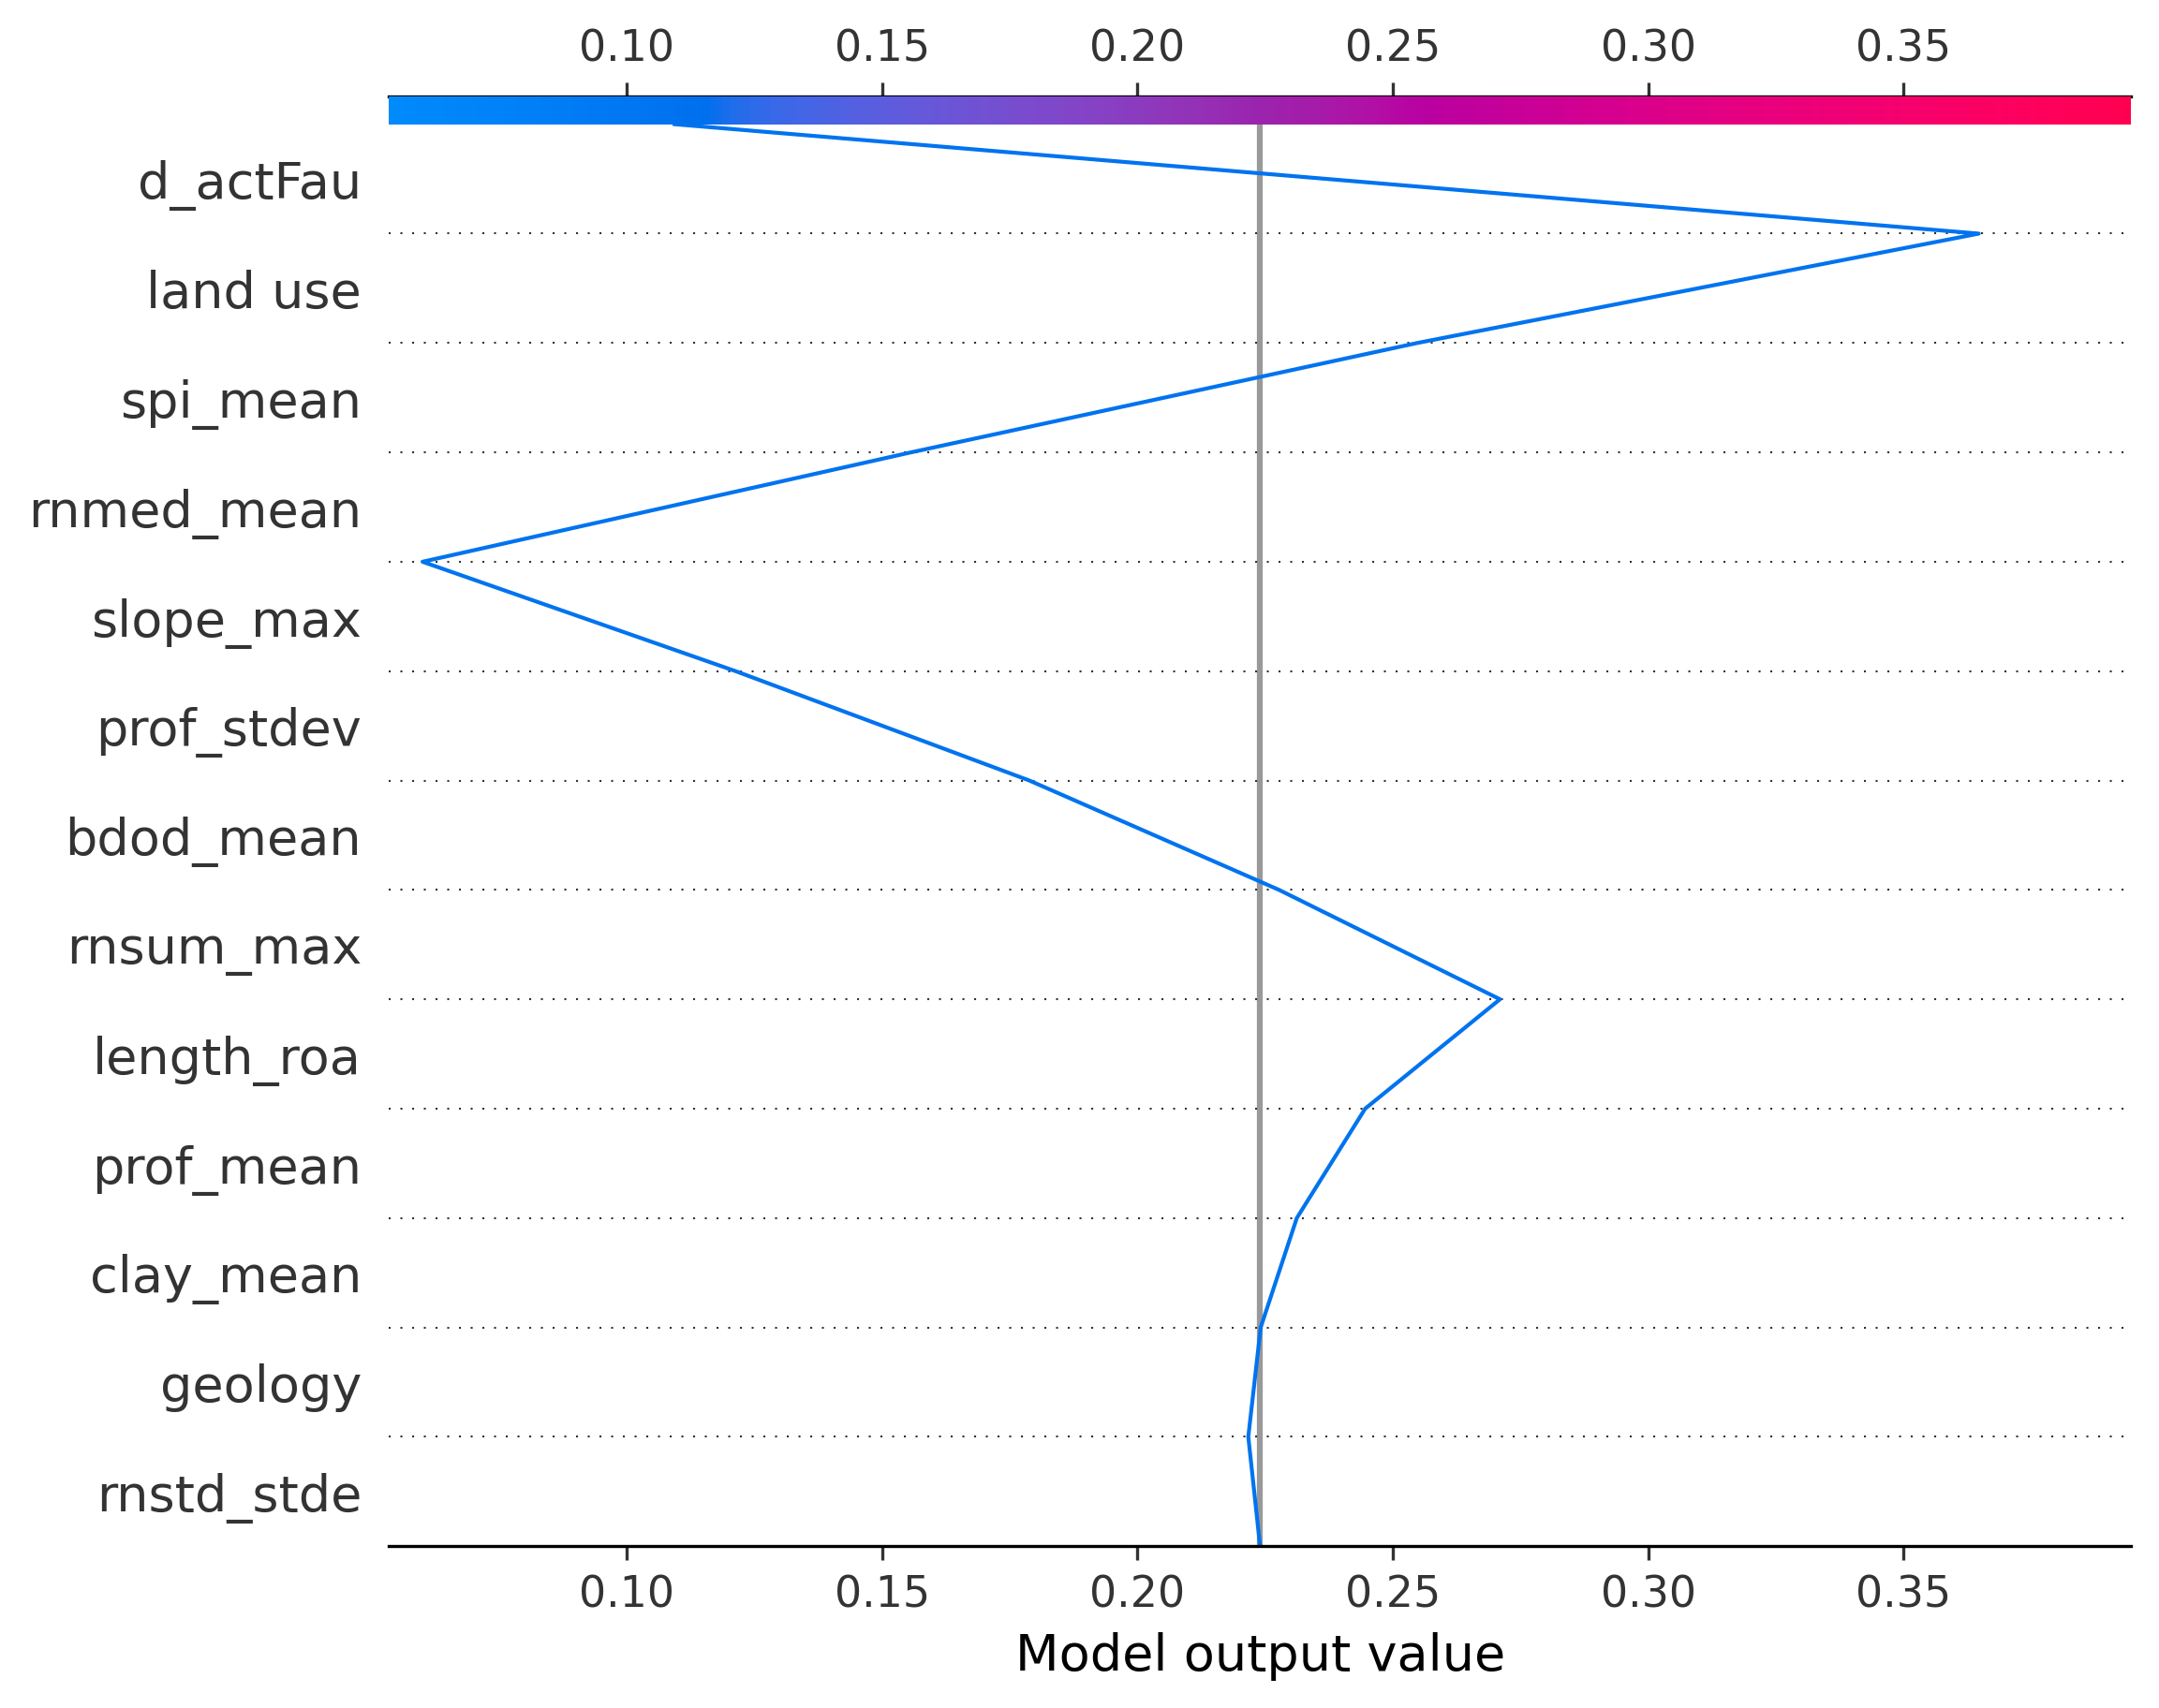 0.10 0.15 0.20 0.25 0.30 0.35
d_actFau
land use
spi_mean
rnmed_mean
slope_max
prof_stdev
bdod_mean
rnsum_max
length_roa
prof_mean
clay_mean
geology
rnstd_stde
0.10 0.15 0.20 0.25 0.30 0.35
Model output value